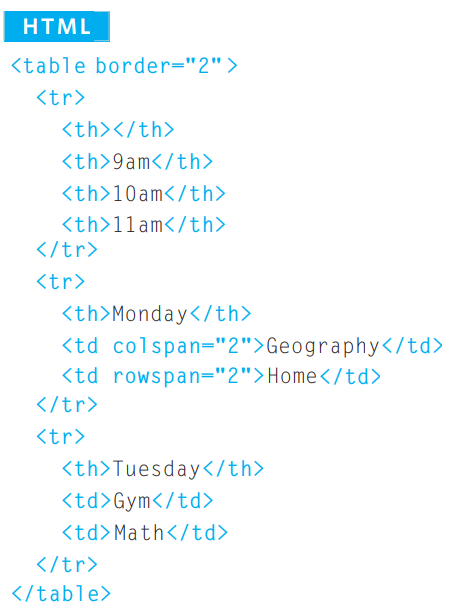 HTML
<table border="2">
<tr>
<th></th>
<th>9am</th>
<th>10am</th>
<th>11am</th>
</tr>
<tr>
<th>Monday</th>
<td colspan="2">Geography</td>
<td rowspan="2">Home</td>
</tr>
<tr>
<th>Tuesday</th>
<td>Gym</td>
<td>Math</td>
</tr>
</table>